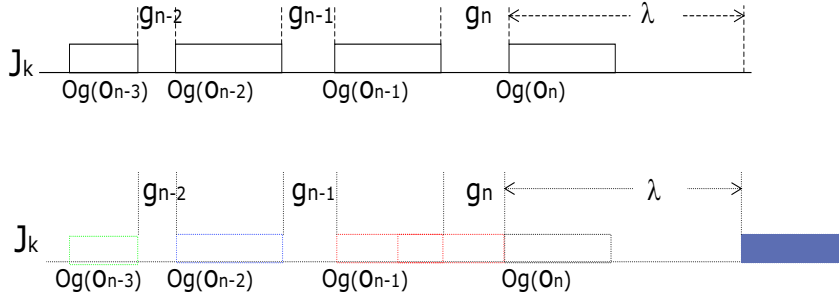 gn-2 gn-1 gn λ
Jk
Og(On-3) Og(On-2) Og(On-1) Og(On)
gn-2 gn-1 gn λ
Jk
Og(On-3) Og(On-2) Og(On-1) Og(On)